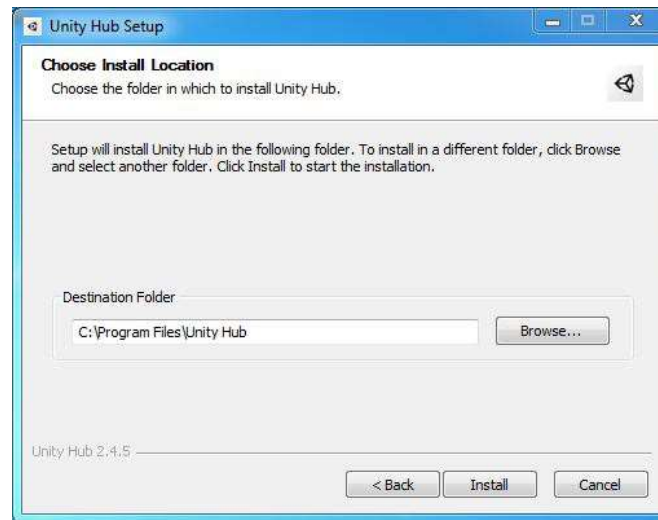 Unity Hub Setup
Choose Install Location
Choose the folder in which to install Unity Hub.
Setup will install Unity Hub in the following folder. To install in a different folder, click Browse
and select another folder. Click Install to start the installation.
Destination Folder
C:\Program Files\Unity Hub
Browse...
Unity Hub 2.4.5
< Back
Install
Cancel